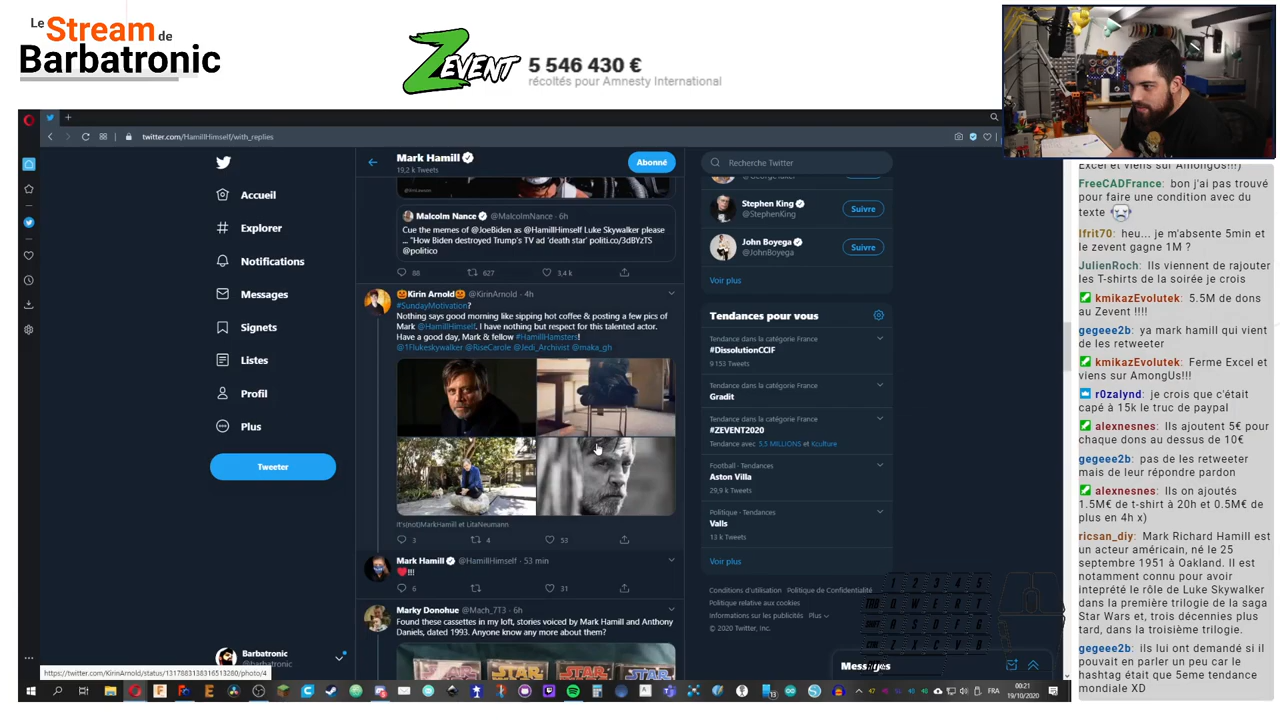 Le Stream de
Barbatronic
ZEVENT
5 546 430 €
récoltés pour Amnesty International
twitter.com/HamillHimself/with_replies
Accueil
Explorer
Notifications
Messages
Signets
Listes
Profil
Plus
Tweeter
Barbatronic
@barbatronic
Mark Hamill
19,2 k Tweets
Abonné
Malcolm Nance @MalcolmNance · 6h
Cue the memes of @JoeBiden as @HamillHimself Luke Skywalker please
... "How Biden destroyed Trump's TV ad 'death star' politi.co/3dBYzTS
@politico
88 627 3,4 k
Kirin Arnold @KirinArnold · 4h
#SundayMotivation?
Nothing says good morning like sipping hot coffee & posting a few pics of
Mark @HamillHimself. I have nothing but respect for this talented actor.
Have a good day, Mark & fellow #HamillHamsters!
@1Flukeskywalker @RiseCarole @Jedi_Archivist @maka_gh
It's(not)MarkHamill et LitaNeumann
3 4 53
Mark Hamill @HamillHimself · 53 min
!!!
6 31
Marky Donohue @Mach_7T3 · 6h
Found these cassettes in my loft, stories voiced by Mark Hamill and Anthony
Daniels, dated 1993. Anyone know any more about them?
Recherche Twitter
Stephen King
@StephenKing
Suivre
John Boyega
@JohnBoyega
Suivre
Voir plus
Tendances pour vous
Tendance dans la catégorie France
#DissolutionCCIF
9 153 Tweets
Tendance dans la catégorie France
Gradit
Tendance dans la catégorie France
#ZEVENT2020
Tendance avec 5,5 MILLIONS et Xculture
Football · Tendances
Aston Villa
29,9 k Tweets
Politique · Tendances
Valls
13 k Tweets
Voir plus
Conditions d'utilisation Politique de Confidentialité
Politique relative aux cookies
Informations sur les publicités Plus
© 2020 Twitter, Inc.
Messages
https://twitter.com/KirinArnold/status/1317883138316513280/photo/4
FRA
00:21
19/10/2020
Excel et viens sur AmongUs!!!)
FreeCADFrance: bon j'ai pas trouvé
pour faire une condition avec du
texte
lfrit70: heu... je m'absente 5min et
le zevent gagne 1M ?
JulienRoch: Ils viennent de rajouter
les T-shirts de la soirée je crois
kmikazEvolutek: 5.5M de dons
au Zevent !!!!
gegeee2b: ya mark hamill qui vient
de les retweeter
kmikazEvolutek: Ferme Excel et
viens sur AmongUs!!!
r0zalynd: je crois que c'était
capé à 15k le truc de paypal
alexnesnes: Ils ajoutent 5€ pour
chaque dons au dessus de 10€
gegeee2b: pas de les retweeter
mais de leur répondre pardon
alexnesnes: Ils on ajoutés
1.5M€ de t-shirt à 20h et 0.5M€ de
plus en 4h x)
ricsan_diy: Mark Richard Hamill est
un acteur américain, né le 25
septembre 1951 à Oakland. Il est
notamment connu pour avoir
inteprété le rôle de Luke Skywalker
dans la première trilogie de la saga
Star Wars et, trois décennies plus
tard, dans la troisième trilogie.
gegeee2b: ils lui ont demandé si il
pouvait en parler un peu car le
hashtag était que 5eme tendance
mondiale XD